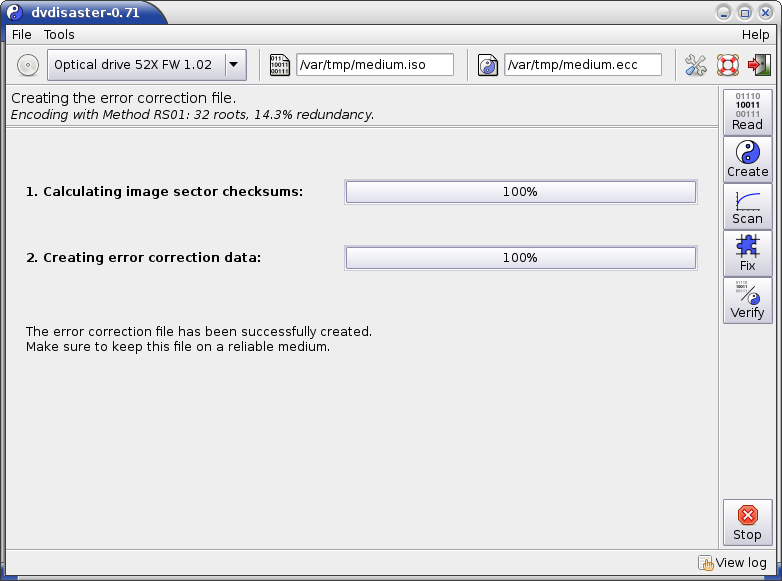 dvdisaster-0.71
File Tools Help
Optical drive 52X FW 1.02 /var/tmp/medium.iso /var/tmp/medium.ecc
Creating the error correction file.
Encoding with Method RS01: 32 roots, 14.3% redundancy.
01110
10011
00111
Read
Create
Scan
Fix
Verify
1. Calculating image sector checksums: 100%
2. Creating error correction data: 100%
The error correction file has been successfully created.
Make sure to keep this file on a reliable medium.
Stop
View log